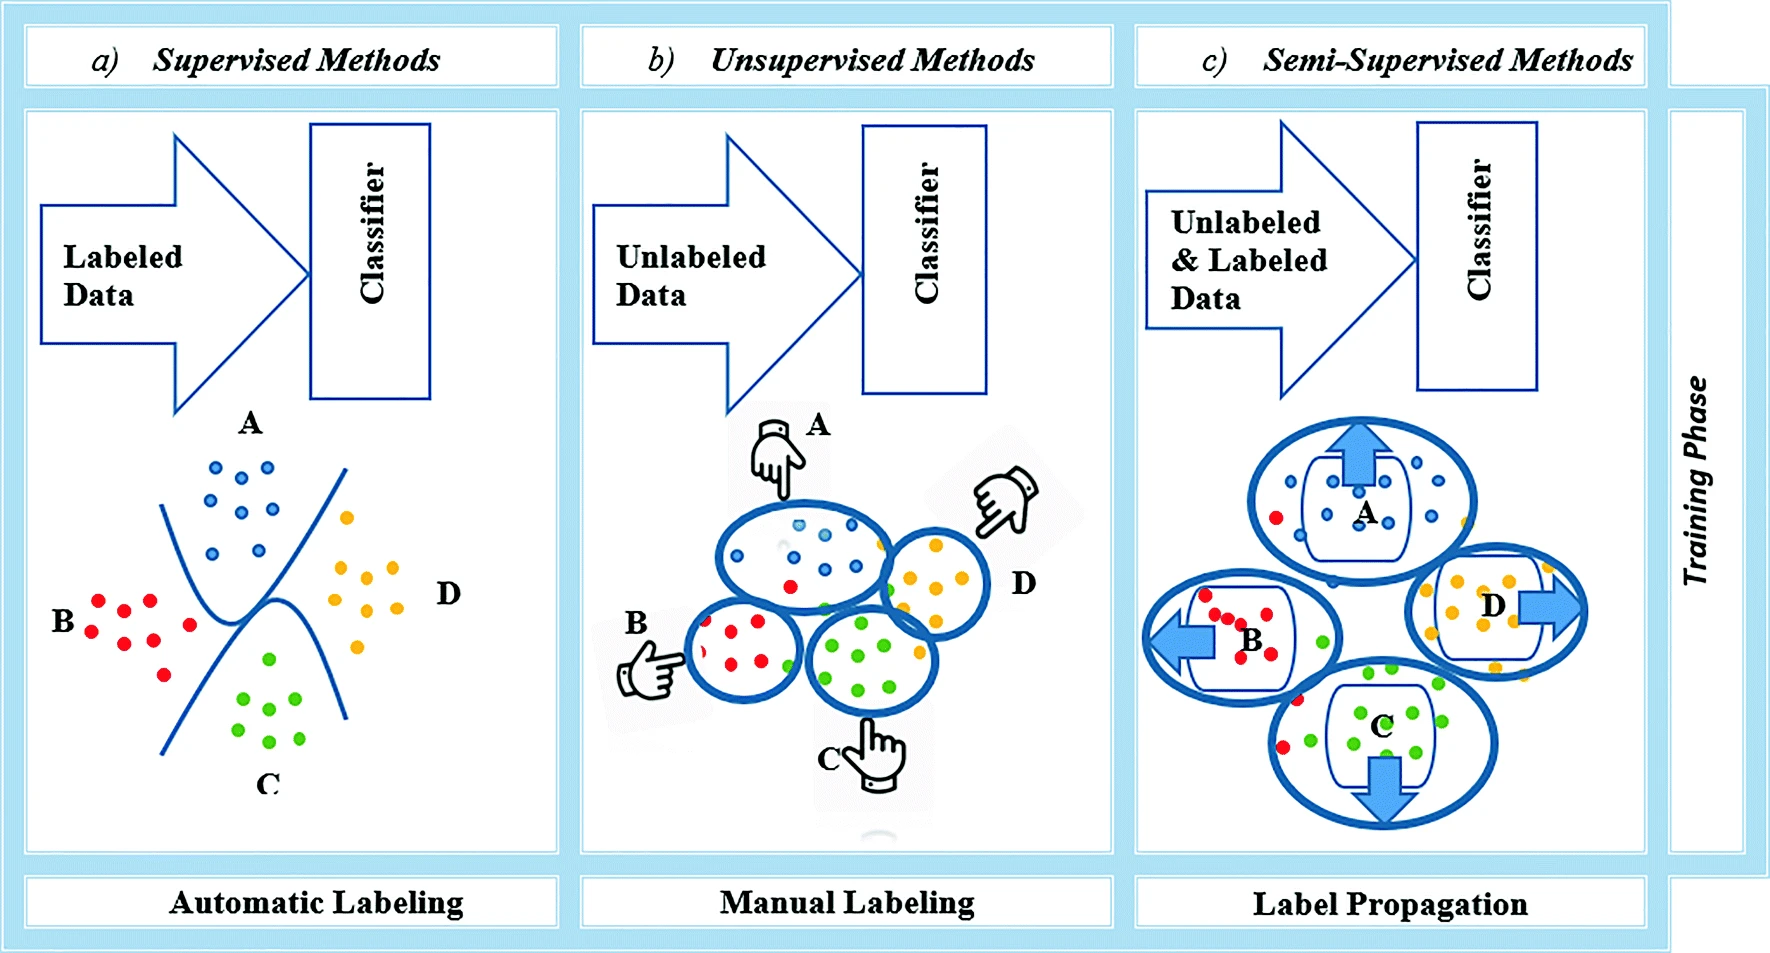 a) Supervised Methods
b) Unsupervised Methods
c) Semi-Supervised Methods
Labeled
Data
Classifier
A
B
D
C
Unlabeled
Data
Classifier
A
D
B
C
Unlabeled
& Labeled
Data
Classifier
A
D
B
C
Training Phase
Automatic Labeling
Manual Labeling
Label Propagation